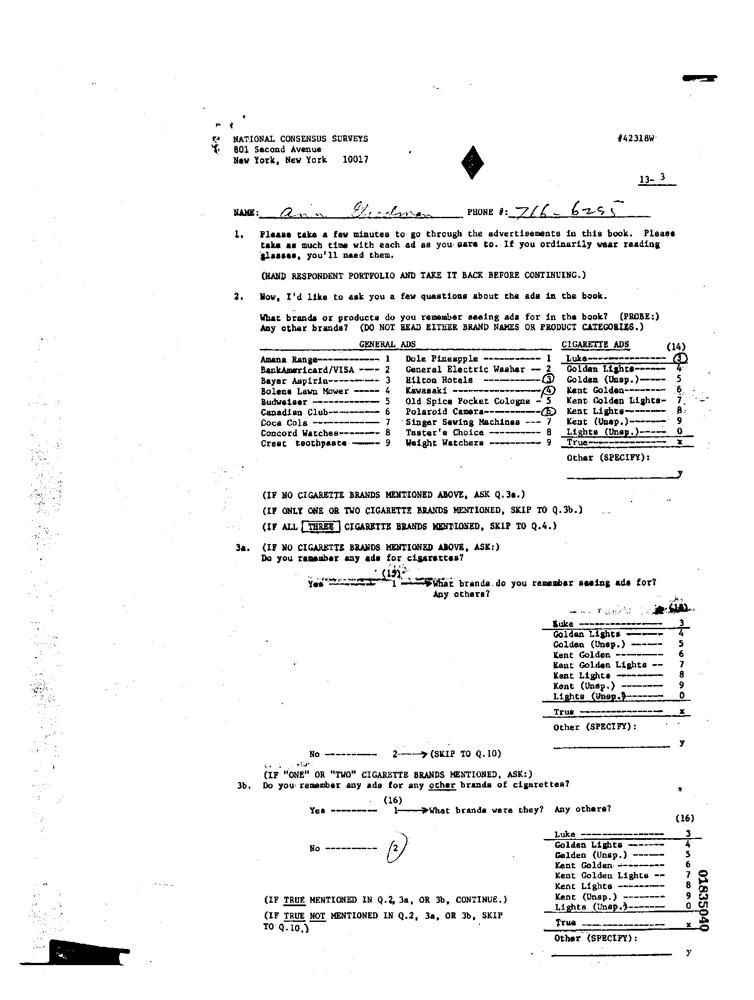 NATIONAL CONSENSUS SURVEYS
801 Second Avenue
New York, New York 10017
#42318W
13- 3
NAME: Ann PHONE #: 716-6295
1. Please take a few minutes to go through the advertisements in this book. Please
take as much time with each ad as you care to. If you ordinarily wear reading
glasses, you'll need them.
(HAND RESPONDENT PORTFOLIO AND TAKE IT BACK BEFORE CONTINUING.)
2. Now, I'd like to ask you a few questions about the ads in the book.
What brands or products do you remember seeing ads for in the book? (PROBE:)
Any other brands? (DO NOT READ EITHER BRAND NAMES OR PRODUCT CATEGORIES.)
GENERAL ADS CIGARETTE ADS (14)
Amana Range------------ 1 Dole Pineapple ----------- 1 Luke--------------- 3
BankAmericard/VISA ---- 2 General Electric Washer -- 2 Golden Lights------ 4
Bayer Aspirin---------- 3 Hilton Hotels ----------- 3 Golden (Unsp.)----- 5
Bolens Lawn Mower ----- 4 Kawasaki ---------------- 4 Kent Golden-------- 6
Budweiser ------------- 5 Old Spice Pocket Cologne - 5 Kent Golden Lights- 7
Canadian Club---------- 6 Polaroid Camera---------- 6 Kent Lights-------- 8
Coca Cola ------------- 7 Singer Sewing Machines --- 7 Kent (Unsp.)------- 9
Concord Watches-------- 8 Taster's Choice ---------- 8 Lights (Unsp.)----- 0
Crest toothpaste ------ 9 Weight Watchers ---------- 9 True--------------- x
Other (SPECIFY):
y
(IF NO CIGARETTE BRANDS MENTIONED ABOVE, ASK Q.3a.)
(IF ONLY ONE OR TWO CIGARETTE BRANDS MENTIONED, SKIP TO Q.3b.)
(IF ALL THREE CIGARETTE BRANDS MENTIONED, SKIP TO Q.4.)
3a. (IF NO CIGARETTE BRANDS MENTIONED ABOVE, ASK:)
Do you remember any ads for cigarettes?
(15)
Yes --------- 1 What brands do you remember seeing ads for?
Any others?
Luke ---------------- 3
Golden Lights ------- 4
Golden (Unsp.) ------ 5
Kent Golden --------- 6
Kent Golden Lights -- 7
Kent Lights --------- 8
Kent (Unsp.) -------- 9
Lights (Unsp.)------- 0
True ---------------- x
Other (SPECIFY):
y
No ---------- 2 → (SKIP TO Q.10)
(IF "ONE" OR "TWO" CIGARETTE BRANDS MENTIONED, ASK:)
3b. Do you remember any ads for any other brands of cigarettes?
(16)
Yes --------- 1 → What brands were they? Any others?
(16)
Luke ---------------- 3
No ---------- 2 Golden Lights ------- 4
Golden (Unsp.) ------ 5
Kent Golden --------- 6
Kent Golden Lights -- 7
Kent Lights --------- 8
(IF TRUE MENTIONED IN Q.2, 3a, OR 3b, CONTINUE.) Kent (Unsp.) -------- 9
Lights (Unsp.)------- 0
(IF TRUE NOT MENTIONED IN Q.2, 3a, OR 3b, SKIP
TO Q.10.) True ---------------- x
Other (SPECIFY):
y
01835040